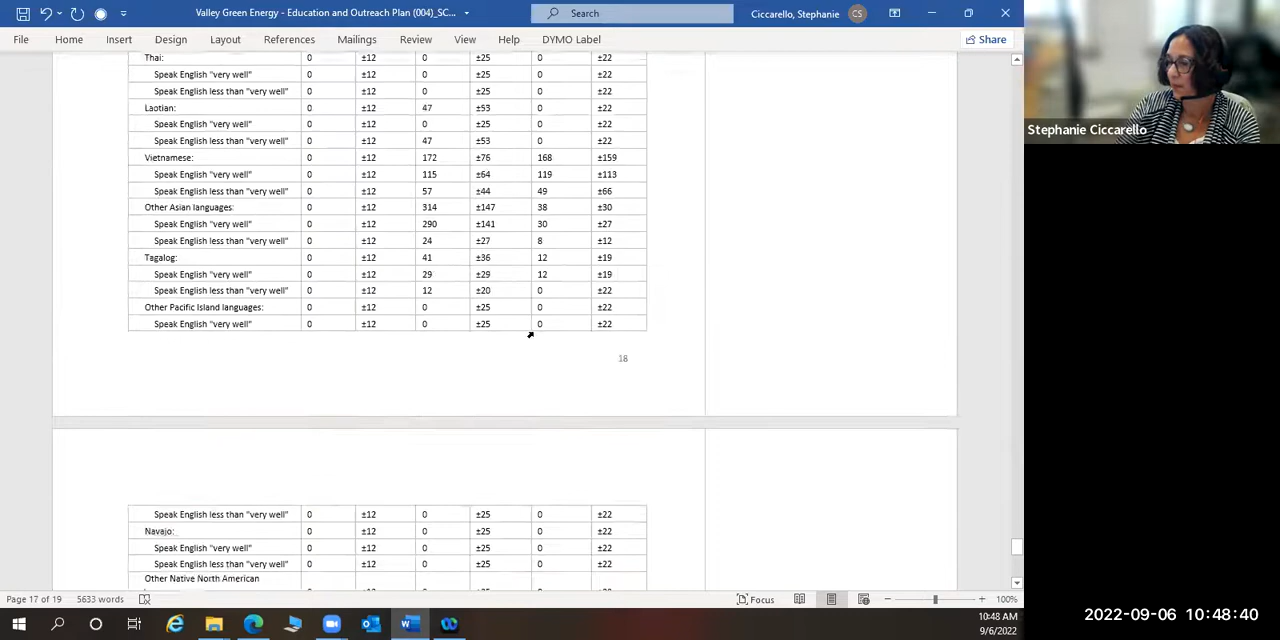 Valley Green Energy - Education and Outreach Plan (004)_SC...
Search
Ciccarello, Stephanie CS
File Home Insert Design Layout References Mailings Review View Help DYMO Label Share
Thai: 0 ±12 0 ±25 0 ±22
Speak English "very well" 0 ±12 0 ±25 0 ±22
Speak English less than "very well" 0 ±12 0 ±25 0 ±22
Laotian: 0 ±12 47 ±53 0 ±22
Speak English "very well" 0 ±12 0 ±25 0 ±22
Speak English less than "very well" 0 ±12 47 ±53 0 ±22
Vietnamese: 0 ±12 172 ±76 168 ±159
Speak English "very well" 0 ±12 115 ±64 119 ±113
Speak English less than "very well" 0 ±12 57 ±44 49 ±66
Other Asian languages: 0 ±12 314 ±147 38 ±30
Speak English "very well" 0 ±12 290 ±141 30 ±27
Speak English less than "very well" 0 ±12 24 ±27 8 ±12
Tagalog: 0 ±12 41 ±36 12 ±19
Speak English "very well" 0 ±12 29 ±29 12 ±19
Speak English less than "very well" 0 ±12 12 ±20 0 ±22
Other Pacific Island languages: 0 ±12 0 ±25 0 ±22
Speak English "very well" 0 ±12 0 ±25 0 ±22
18
Speak English less than "very well" 0 ±12 0 ±25 0 ±22
Navajo: 0 ±12 0 ±25 0 ±22
Speak English "very well" 0 ±12 0 ±25 0 ±22
Speak English less than "very well" 0 ±12 0 ±25 0 ±22
Other Native North American
Page 17 of 19 5633 words Focus 100%
10:48 AM
9/6/2022
Stephanie Ciccarello
2022-09-06 10:48:40